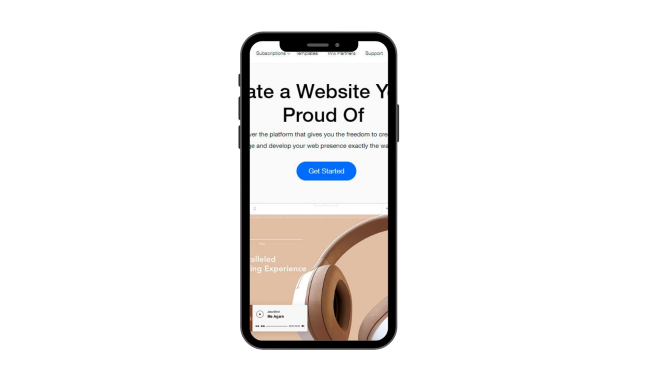 Subscriptions Templates Wix Partners Support
ate a Website Yo
Proud Of
ver the platform that gives you the freedom to cre
ge and develop your web presence exactly the wa
Get Started
alleled
ing Experience
Me Again